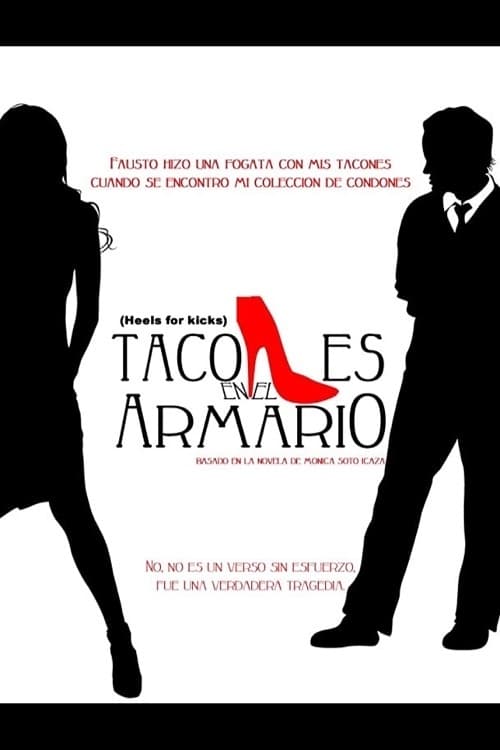 FAUSTO HIZO UNA FOGATA CON MIS TACONES
CUANDO SE ENCONTRO MI COLECCION DE CONDONES
(Heels for kicks)
TACONES
EN EL
ARMARIO
BASADO EN LA NOVELA DE MONICA SOTO ICAZA
NO, NO ES UN VERSO SIN ESFUERZO,
FUE UNA VERDADERA TRAGEDIA.